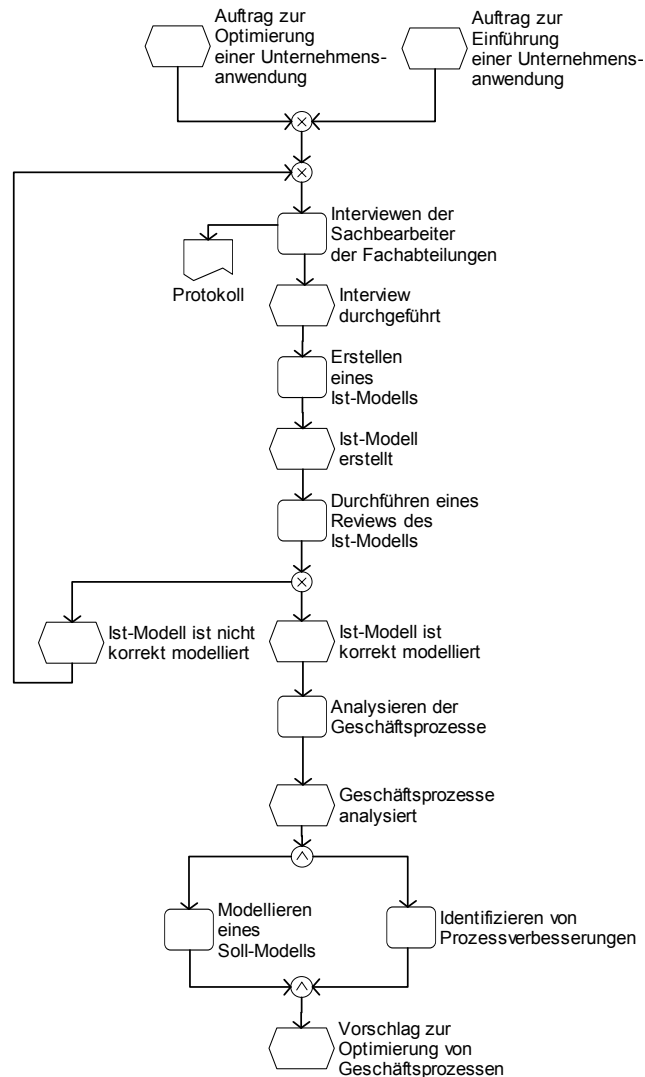 Auftrag zur
Optimierung
einer Unternehmens-
anwendung
Auftrag zur
Einführung
einer Unternehmens-
anwendung
Interviewen der
Sachbearbeiter
der Fachabteilungen
Protokoll
Interview
durchgeführt
Erstellen
eines
Ist-Modells
Ist-Modell
erstellt
Durchführen eines
Reviews des
Ist-Modells
Ist-Modell ist nicht
korrekt modelliert
Ist-Modell ist
korrekt modelliert
Analysieren der
Geschäftsprozesse
Geschäftsprozesse
analysiert
Modellieren
eines
Soll-Modells
Identifizieren von
Prozessverbesserungen
Vorschlag zur
Optimierung von
Geschäftsprozessen